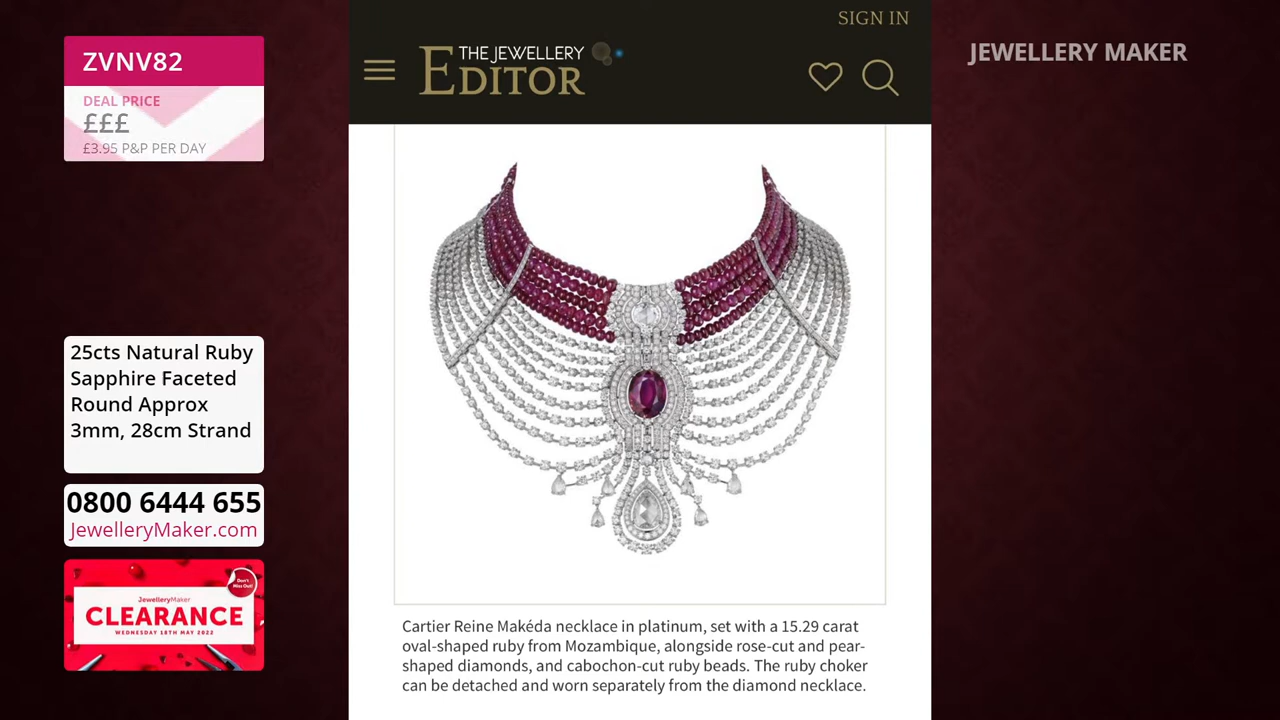 ZVNV82
DEAL PRICE
£££
£3.95 P&P PER DAY
25cts Natural Ruby
Sapphire Faceted
Round Approx
3mm, 28cm Strand
0800 6444 655
JewelleryMaker.com
Don't
Miss Out!
JewelleryMaker
CLEARANCE
WEDNESDAY 18TH MAY 2022
SIGN IN
THE JEWELLERY
EDITOR
Cartier Reine Makéda necklace in platinum, set with a 15.29 carat
oval-shaped ruby from Mozambique, alongside rose-cut and pear-
shaped diamonds, and cabochon-cut ruby beads. The ruby choker
can be detached and worn separately from the diamond necklace.
JEWELLERY MAKER